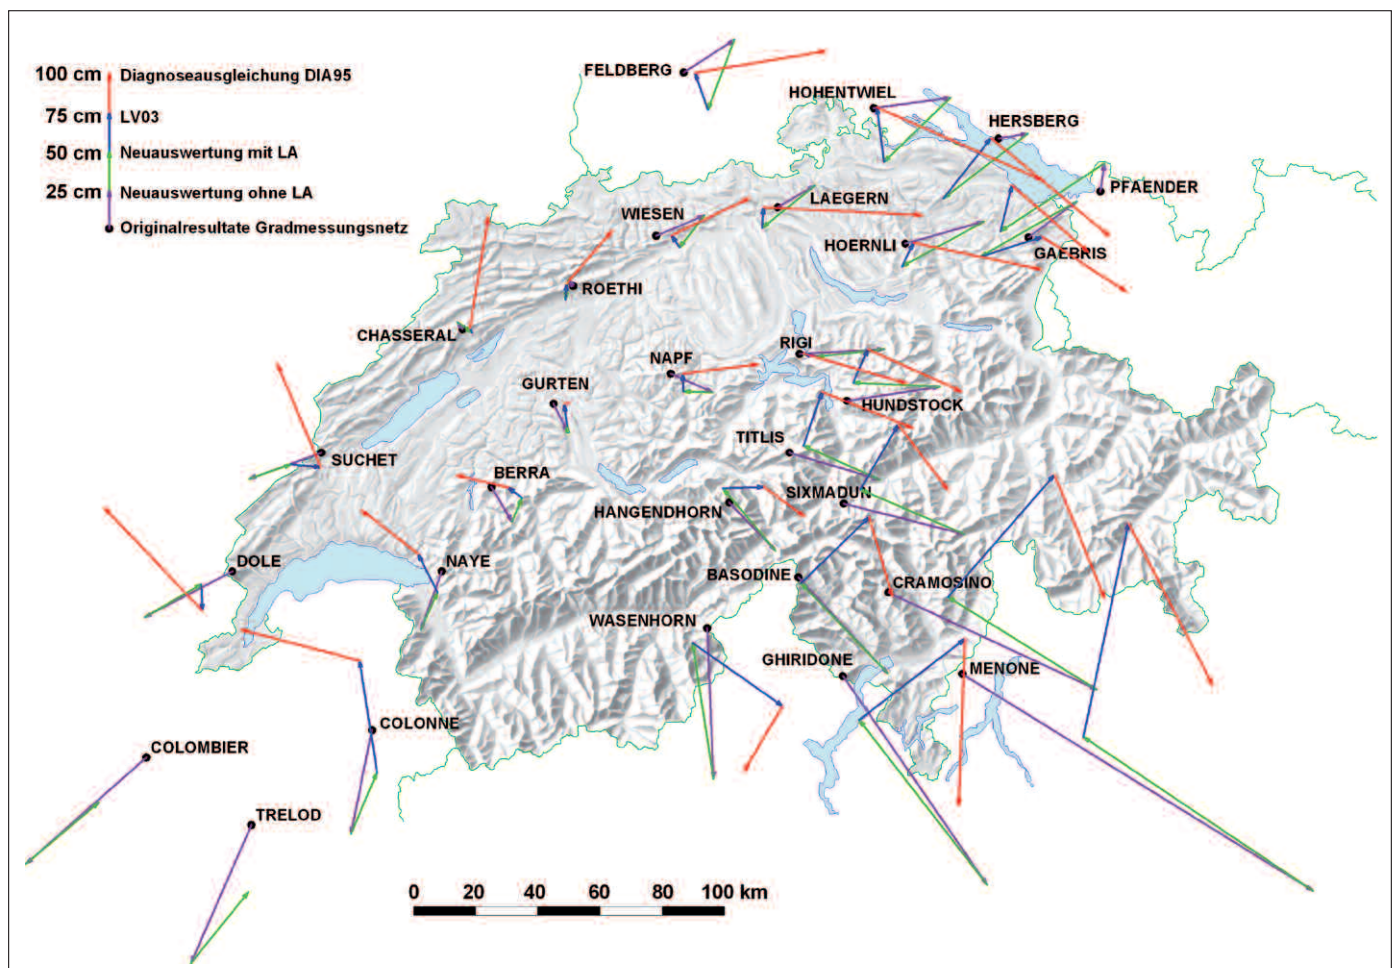 100 cm Diagnoseausgleichung DIA95
75 cm LV03
50 cm Neuauswertung mit LA
25 cm Neuauswertung ohne LA
Originalresultate Gradmessungsnetz
FELDBERG
HOHENTWIEL
HERSBERG
PFAENDER
LAEGERN
WIESEN
HOERNLI
GAEBRIS
ROETHI
CHASSERAL
RIGI
NAPF
GURTEN
HUNDSTOCK
TITLIS
SUCHET
BERRA
SIXMADUN
HANGENDHORN
DOLE
NAYE
BASODINE
CRAMOSINO
WASENHORN
GHIRIDONE
MENONE
COLONNE
COLOMBIER
TRELOD
0 20 40 60 80 100 km